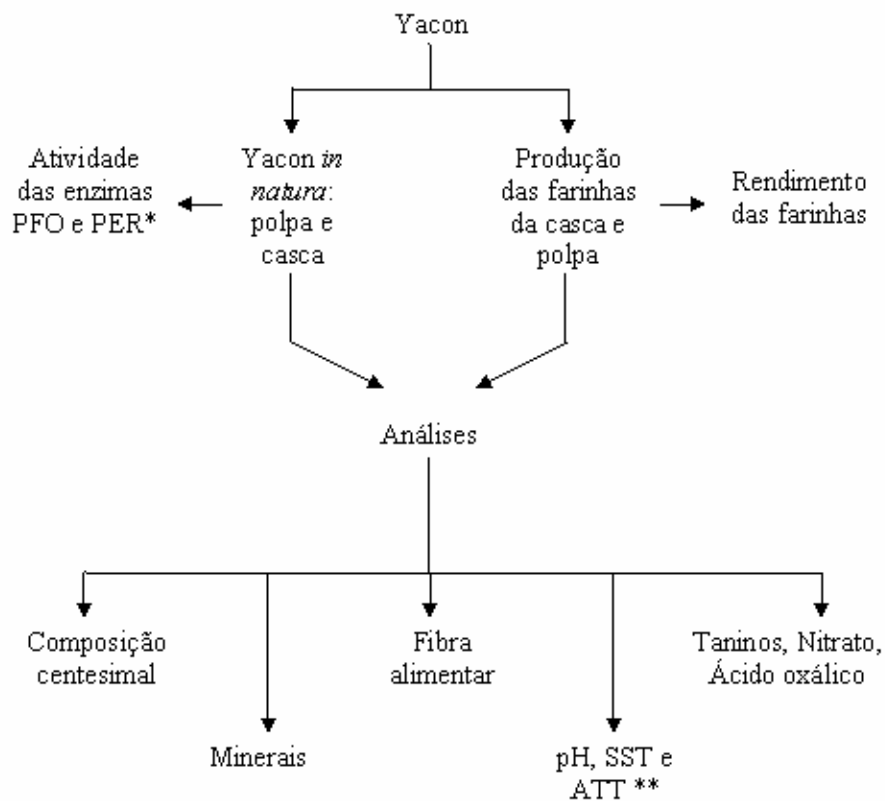 Yacon
Atividade
das enzimas
PFO e PER*
Yacon in
natura:
polpa e
casca
Produção
das farinhas
da casca e
polpa
Rendimento
das farinhas
Análises
Composição
centesimal
Fibra
alimentar
Taninos, Nitrato,
Ácido oxálico
Minerais
pH, SST e
ATT **